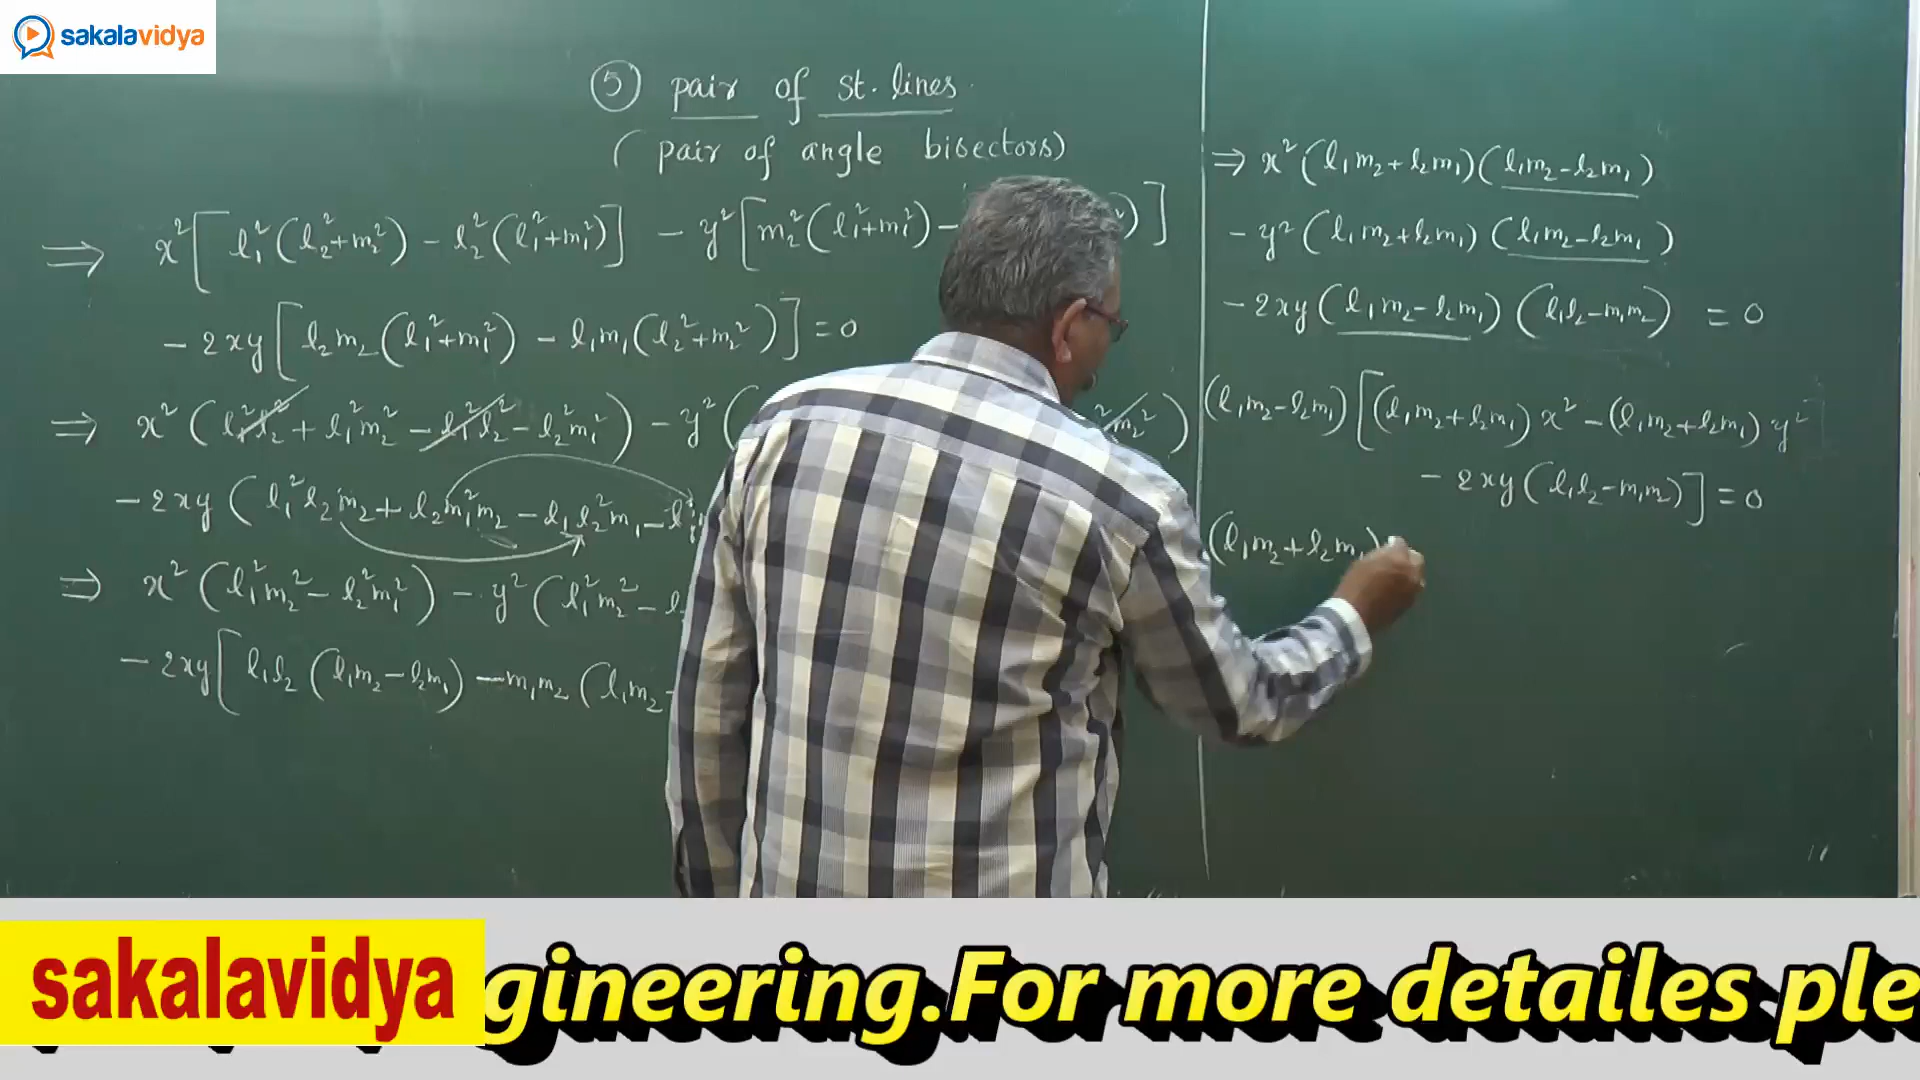 sakalavidya
⑤ pair of st. lines.
(pair of angle bisectors)
⇒ x²[l₁²(l₂²+m₂²) - l₂²(l₁²+m₁²)] - y²[m₂²(l₁²+m₁²) - ²)]
- 2xy[l₂m₂(l₁²+m₁²) - l₁m₁(l₂²+m₂²)] = 0
⇒ x²(l₁²l₂² + l₁²m₂² - l₁²l₂² - l₂²m₁²) - y²( ²m₂²)
- 2xy(l₁²l₂m₂ + l₂m₁²m₂ - l₁l₂²m₁ - l₁
⇒ x²(l₁²m₂² - l₂²m₁²) - y²(l₁²m₂² - l₂
- 2xy[l₁l₂(l₁m₂ - l₂m₁) - m₁m₂(l₁m₂ -
⇒ x²(l₁m₂ + l₂m₁)(l₁m₂ - l₂m₁)
- y²(l₁m₂ + l₂m₁)(l₁m₂ - l₂m₁)
- 2xy(l₁m₂ - l₂m₁)(l₁l₂ - m₁m₂) = 0
(l₁m₂ - l₂m₁)[(l₁m₂ + l₂m₁)x² - (l₁m₂ + l₂m₁)y²
- 2xy(l₁l₂ - m₁m₂)] = 0
(l₁m₂ + l₂m₁)
sakalavidya
gineering.For more detailes ple